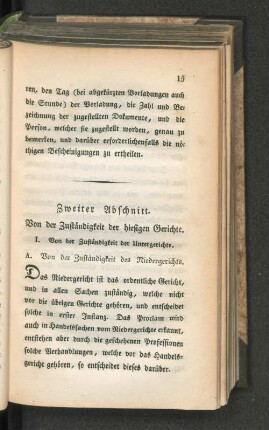 15
ren, den Tag (bei abgekürzten Vorladungen auch
die Stunde) der Vorladung, die Zahl und Be-
zeichnung der zugestellten Dokumente, und die
Person, welcher sie zugestellt worden, genau zu
bemerken, und darüber erforderlichenfalls die nö-
thigen Bescheinigungen zu ertheilen.
Zweiter Abschnitt.
Von der Zuständigkeit der hiesigen Gerichte.
I. Von der Zuständigkeit der Untergerichte.
A. Von der Zuständigkeit des Niedergerichts.
Das Niedergericht ist das ordentliche Gericht,
und in allen Sachen zuständig, welche nicht
vor die übrigen Gerichte gehören, und entscheidet
solche in erster Instanz. Das Proclam wird
auch in Handelssachen vom Niedergerichte erkannt,
entstehen aber durch die geschehenen Professionen
solche Verhandlungen, welche vor das Handels-
gericht gehören, so entscheidet dieses darüber.